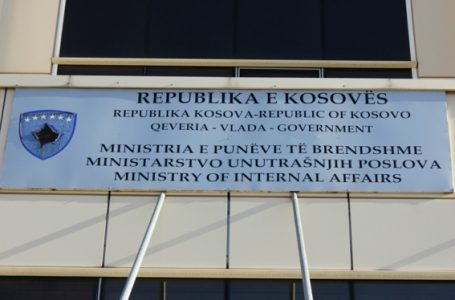 REPUBLIKA E KOSOVËS
REPUBLIKA KOSOVA-REPUBLIC OF KOSOVO
QEVERIA - VLADA - GOVERNMENT
MINISTRIA E PUNËVE TË BRENDSHME
MINISTARSTVO UNUTRAŠNJIH POSLOVA
MINISTRY OF INTERNAL AFFAIRS